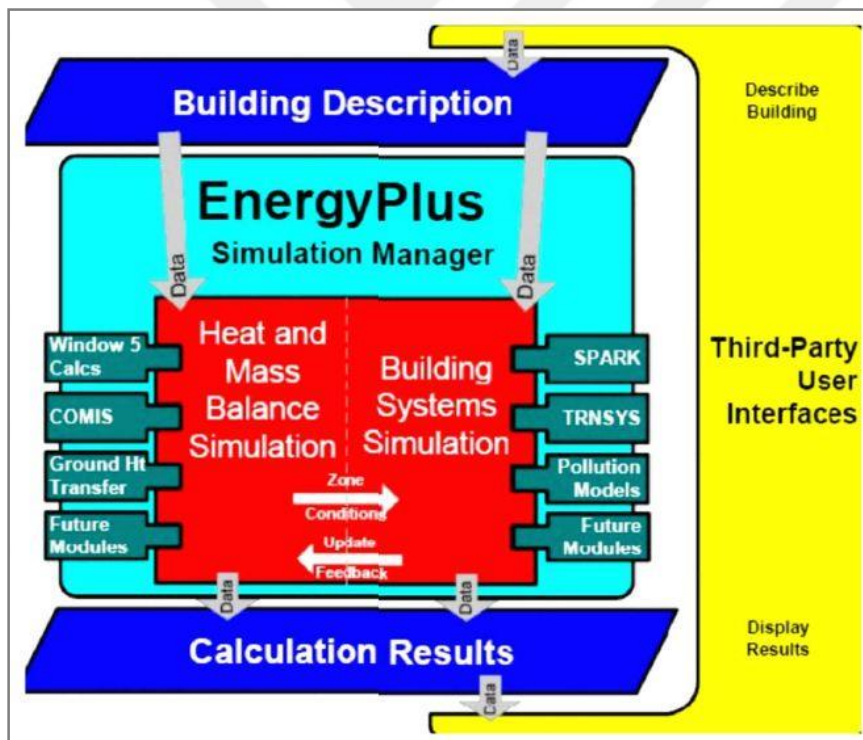 Data
Describe
Building
Building Description
EnergyPlus
Simulation Manager
Data
Data
Window 5
Calcs
COMIS
Ground Ht
Transfer
Future
Modules
Heat and
Mass
Balance
Simulation
Building
Systems
Simulation
Zone
Conditions
Update
Feedback
SPARK
TRNSYS
Pollution
Models
Future
Modules
Third-Party
User
Interfaces
Data
Data
Calculation Results
Display
Results
Data